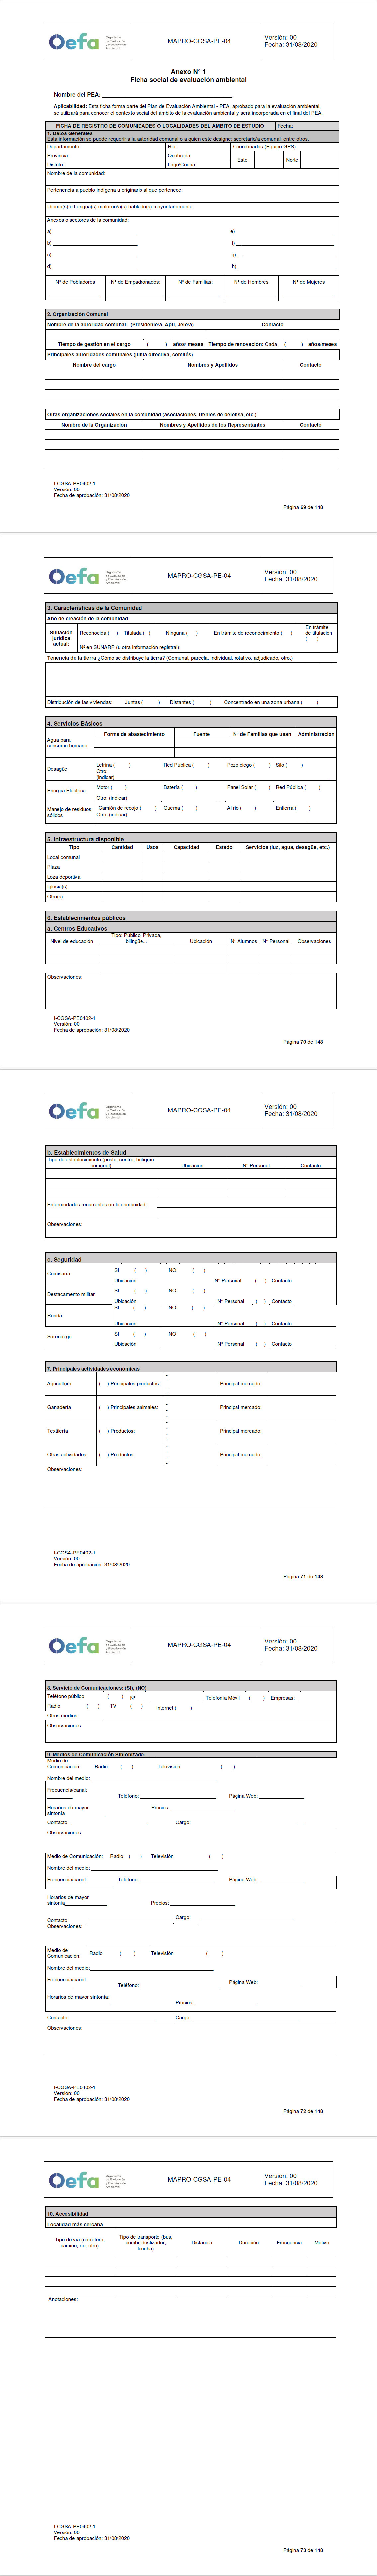 Oefa
Organismo
de Evaluación
y Fiscalización
Ambiental
MAPRO-CGSA-PE-04
Versión: 00
Fecha: 31/08/2020
Anexo N° 1
Ficha social de evaluación ambiental
Nombre del PEA:
Aplicabilidad: Esta ficha forma parte del Plan de Evaluación Ambiental - PEA, aprobado para la evaluación ambiental,
se utilizará para conocer el contexto social del ámbito de la evaluación ambiental y será incorporada en el final del PEA.
FICHA DE REGISTRO DE COMUNIDADES O LOCALIDADES DEL ÁMBITO DE ESTUDIO Fecha:
1. Datos Generales
Esta información se puede requerir a la autoridad comunal o a quien este designe: secretario/a comunal, entre otros.
Departamento: Río: Coordenadas (Equipo GPS)
Provincia: Quebrada: Este Norte
Distrito: Lago/Cocha:
Nombre de la comunidad:
Pertenencia a pueblo indígena u originario al que pertenece:
Idioma(s) o Lengua(s) materno/a(s) hablado(s) mayoritariamente:
Anexos o sectores de la comunidad:
a) e)
b) f)
c) g)
d) h)
N° de Pobladores N° de Empadronados: N° de Familias: N° de Hombres N° de Mujeres
2. Organización Comunal
Nombre de la autoridad comunal: (Presidente/a, Apu, Jefe/a) Contacto
Tiempo de gestión en el cargo ( ) años/ meses Tiempo de renovación: Cada ( ) años/meses
Principales autoridades comunales (junta directiva, comités)
Nombre del cargo Nombres y Apellidos Contacto
Otras organizaciones sociales en la comunidad (asociaciones, frentes de defensa, etc.)
Nombre de la Organización Nombres y Apellidos de los Representantes Contacto
I-CGSA-PE0402-1
Versión: 00
Fecha de aprobación: 31/08/2020
Página 69 de 148
Oefa
Organismo
de Evaluación
y Fiscalización
Ambiental
MAPRO-CGSA-PE-04
Versión: 00
Fecha: 31/08/2020
3. Características de la Comunidad
Año de creación de la comunidad:
Situación jurídica actual: Reconocida ( ) Titulada ( ) Ninguna ( ) En trámite de reconocimiento ( ) En trámite de titulación ( )
Nº en SUNARP (u otra información registral):
Tenencia de la tierra ¿Cómo se distribuye la tierra? (Comunal, parcela, individual, rotativo, adjudicado, otro.)
Distribución de las viviendas: Juntas ( ) Distantes ( ) Concentrado en una zona urbana ( )
4. Servicios Básicos
Agua para consumo humano Forma de abastecimiento Fuente N° de Familias que usan Administración
Desagüe Letrina ( ) Red Pública ( ) Pozo ciego ( ) Silo ( )
Otro:
(indicar)
Energía Eléctrica Motor ( ) Batería ( ) Panel Solar ( ) Red Pública ( )
Otro: (indicar)
Manejo de residuos sólidos Camión de recojo ( ) Quema ( ) Al río ( ) Entierra ( )
Otro: (indicar)
5. Infraestructura disponible
Tipo Cantidad Usos Capacidad Estado Servicios (luz, agua, desagüe, etc.)
Local comunal
Plaza
Loza deportiva
Iglesia(s)
Otro(s)
6. Establecimientos públicos
a. Centros Educativos
Nivel de educación Tipo: Público, Privada, bilingüe... Ubicación N° Alumnos N° Personal Observaciones
Observaciones:
I-CGSA-PE0402-1
Versión: 00
Fecha de aprobación: 31/08/2020
Página 70 de 148
Oefa
Organismo
de Evaluación
y Fiscalización
Ambiental
MAPRO-CGSA-PE-04
Versión: 00
Fecha: 31/08/2020
b. Establecimientos de Salud
Tipo de establecimiento (posta, centro, botiquín comunal) Ubicación N° Personal Contacto
Enfermedades recurrentes en la comunidad:
Observaciones:
c. Seguridad
Comisaría SI ( ) NO ( )
Ubicación N° Personal ( ) Contacto
Destacamento militar SI ( ) NO ( )
Ubicación N° Personal ( ) Contacto
Ronda SI ( ) NO ( )
Ubicación N° Personal ( ) Contacto
Serenazgo SI ( ) NO ( )
Ubicación N° Personal ( ) Contacto
7. Principales actividades económicas
Agricultura ( ) Principales productos: - - Principal mercado:
Ganadería ( ) Principales animales: - - Principal mercado:
Textilería ( ) Productos: - - Principal mercado:
Otras actividades: ( ) Productos: - - Principal mercado:
Observaciones:
I-CGSA-PE0402-1
Versión: 00
Fecha de aprobación: 31/08/2020
Página 71 de 148
Oefa
Organismo
de Evaluación
y Fiscalización
Ambiental
MAPRO-CGSA-PE-04
Versión: 00
Fecha: 31/08/2020
8. Servicio de Comunicaciones: (SI), (NO)
Teléfono público ( ) N° Telefonía Móvil ( ) Empresas:
Radio ( ) TV ( ) Internet ( )
Otros medios:
Observaciones
9. Medios de Comunicación Sintonizado:
Medio de Comunicación: Radio ( ) Televisión ( )
Nombre del medio:
Frecuencia/canal: Teléfono: Página Web:
Horarios de mayor sintonía Precios:
Contacto Cargo:
Observaciones:
Medio de Comunicación: Radio ( ) Televisión ( )
Nombre del medio:
Frecuencia/canal: Teléfono: Página Web:
Horarios de mayor sintonía Precios:
Contacto Cargo:
Observaciones:
Medio de Comunicación: Radio ( ) Televisión ( )
Nombre del medio:
Frecuencia/canal Teléfono: Página Web:
Horarios de mayor sintonía: Precios:
Contacto Cargo:
Observaciones:
I-CGSA-PE0402-1
Versión: 00
Fecha de aprobación: 31/08/2020
Página 72 de 148
Oefa
Organismo
de Evaluación
y Fiscalización
Ambiental
MAPRO-CGSA-PE-04
Versión: 00
Fecha: 31/08/2020
10. Accesibilidad
Localidad más cercana
Tipo de vía (carretera, camino, río, otro) Tipo de transporte (bus, combi, deslizador, lancha) Distancia Duración Frecuencia Motivo
Anotaciones:
I-CGSA-PE0402-1
Versión: 00
Fecha de aprobación: 31/08/2020
Página 73 de 148